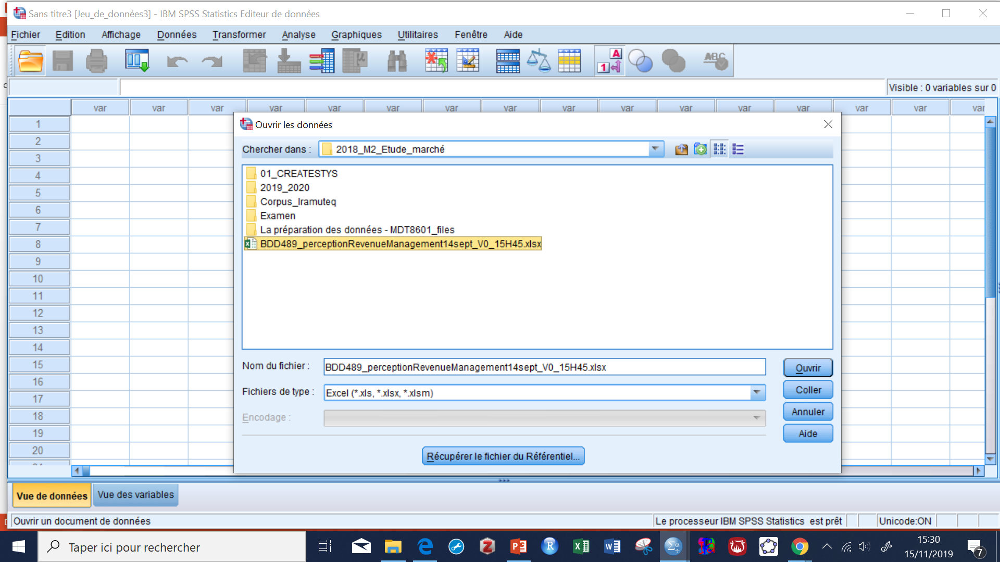 Sans titre3 [Jeu_de_données3] - IBM SPSS Statistics Editeur de données
Fichier Edition Affichage Données Transformer Analyse Graphiques Utilitaires Fenêtre Aide
A
1
ABC
Visible : 0 variables sur 0
var var var var var var var var var var var var var var var var
1
2
3
4
5
6
7
8
9
10
11
12
13
14
15
16
17
18
19
20
Ouvrir les données
Chercher dans : 2018_M2_Etude_marché
01_CREATESTYS
2019_2020
Corpus_Iramuteq
Examen
La préparation des données - MDT8601_files
BDD489_perceptionRevenueManagement14sept_V0_15H45.xlsx
Nom du fichier : BDD489_perceptionRevenueManagement14sept_V0_15H45.xlsx
Ouvrir
Fichiers de type : Excel (*.xls, *.xlsx, *.xlsm)
Coller
Encodage :
Annuler
Aide
Récupérer le fichier du Référentiel...
Vue de données Vue des variables
Ouvrir un document de données
Le processeur IBM SPSS Statistics est prêt
Unicode:ON
Taper ici pour rechercher
15:30
15/11/2019
7